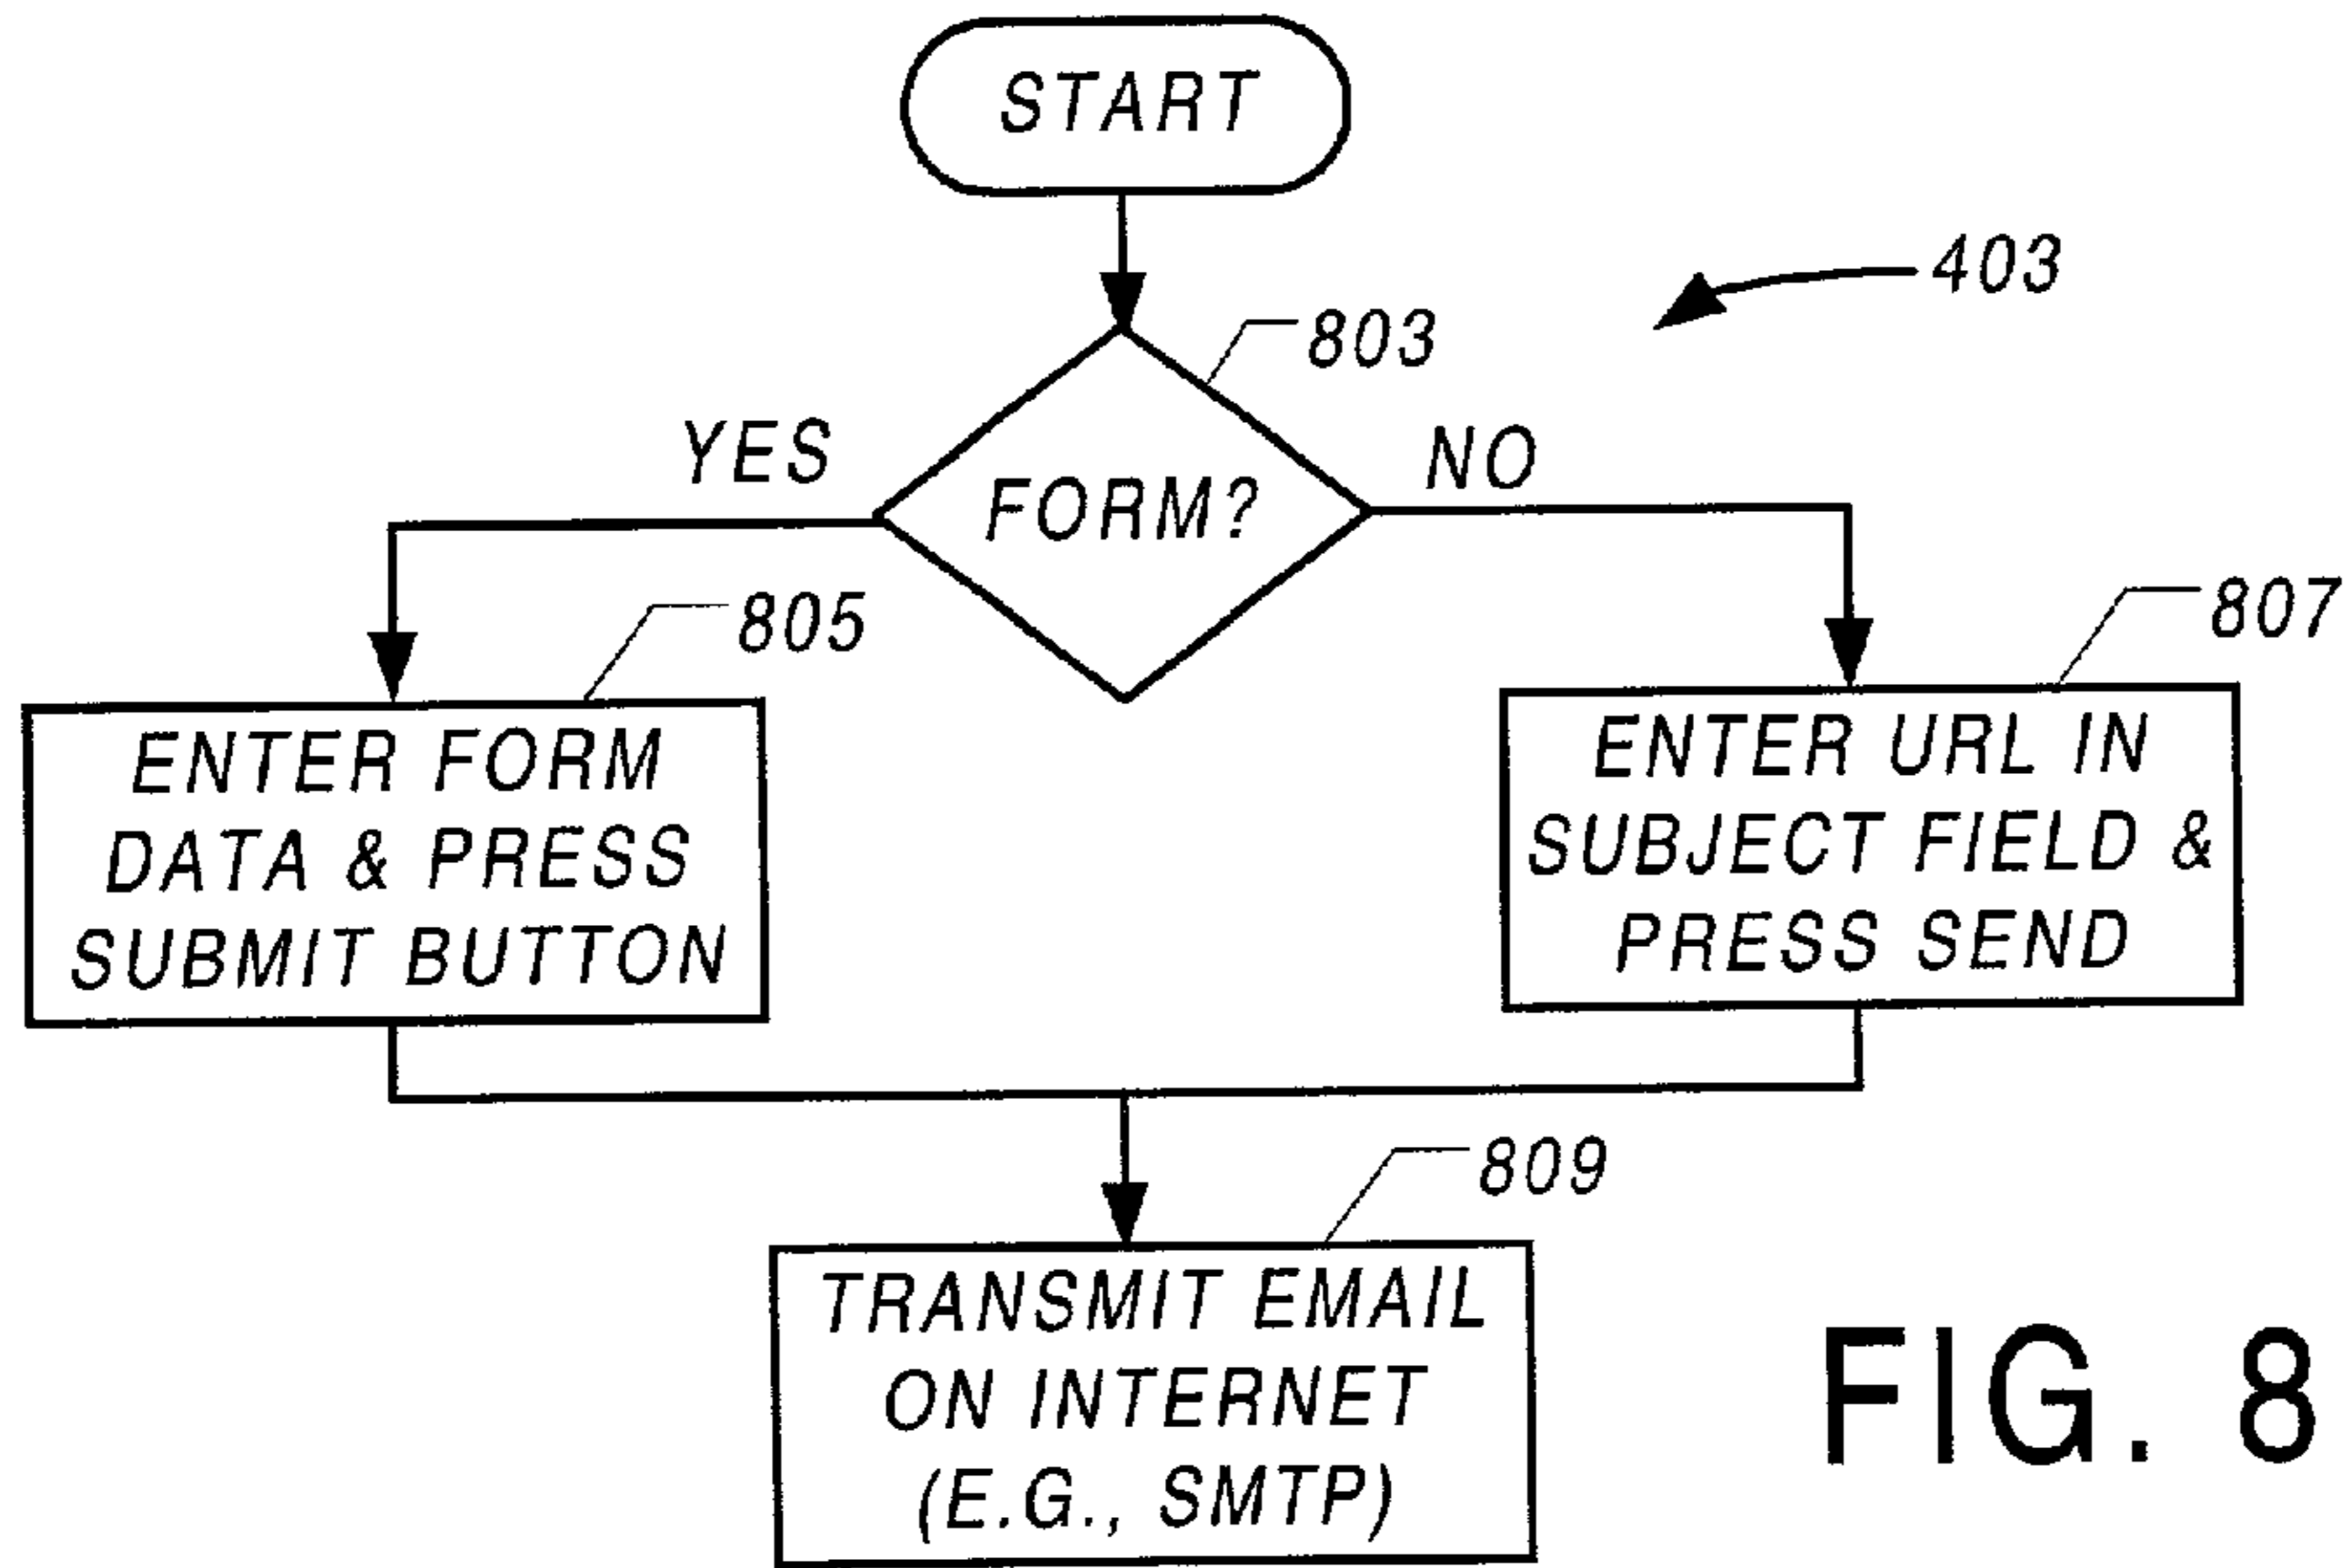 START
403
803
YES
NO
FORM?
805
807
ENTER FORM
DATA & PRESS
SUBMIT BUTTON
ENTER URL IN
SUBJECT FIELD &
PRESS SEND
809
TRANSMIT EMAIL
ON INTERNET
(E.G., SMTP)
FIG. 8